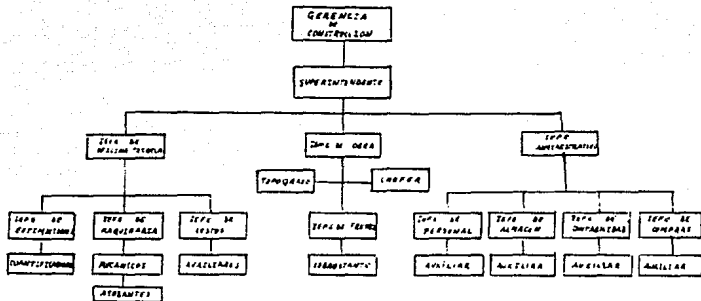 GERENCIA
DE
CONSTRUCCION
SUPERINTENDENTE
JEFE DE
OFICINA TECNICA
JEFE DE OBRA
JEFE
ADMINISTRATIVO
TOPOGRAFO
CHOFER
JEFE DE
ESTIMACIONES
JEFE DE
MAQUINARIA
JEFE DE
COSTOS
JEFE DE FRENTE
JEFE DE
PERSONAL
JEFE DE
ALMACEN
JEFE DE
JEFE DE
COMPRAS
CUANTIFICADORES
MECANICOS
AUXILIARES
SOBRESTANTE
AUXILIAR
AUXILIAR
AUXILIAR
AUXILIAR
AYUDANTES